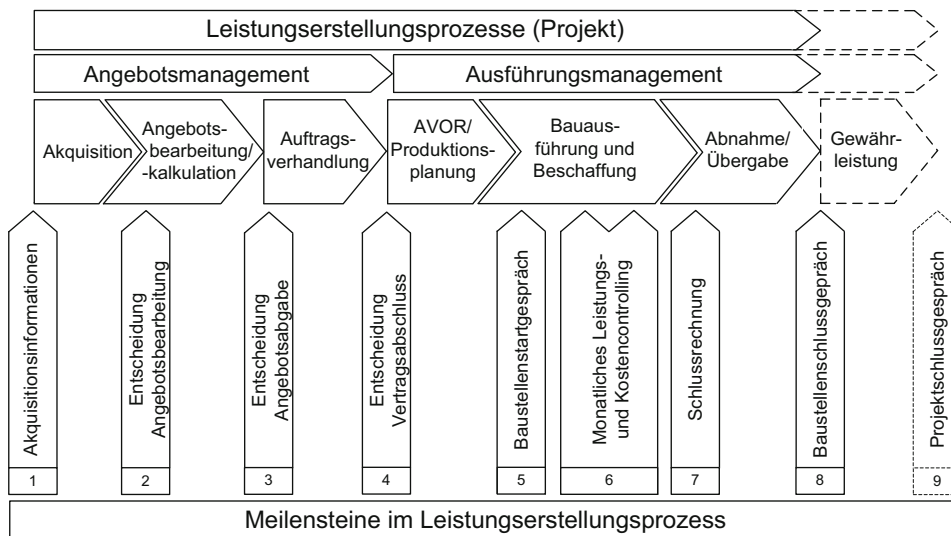 Leistungserstellungsprozesse (Projekt)
Angebotsmanagement
Ausführungsmanagement
Akquisition
Angebots-
bearbeitung/
-kalkulation
Auftrags-
verhandlung
AVOR/
Produktions-
planung
Bauaus-
führung und
Beschaffung
Abnahme/
Übergabe
Gewähr-
leistung
Akquisitionsinformationen
Entscheidung
Angebotsbearbeitung
Entscheidung
Angebotsabgabe
Entscheidung
Vertragsabschluss
Baustellenstartgespräch
Monatliches Leistungs-
und Kostencontrolling
Schlussrechnung
Baustellenschlussgepräch
Projektschlussgespräch
1
2
3
4
5
6
7
8
9
Meilensteine im Leistungserstellungsprozess